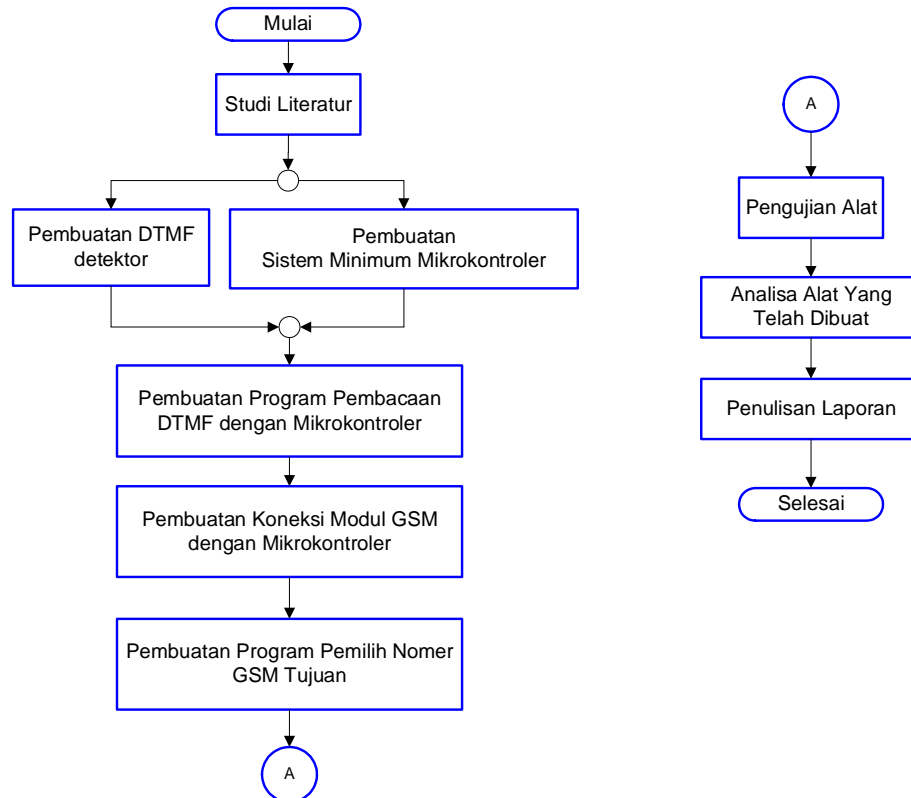 Mulai
Studi Literatur
Pembuatan DTMF
detektor
Pembuatan
Sistem Minimum Mikrokontroler
Pembuatan Program Pembacaan
DTMF dengan Mikrokontroler
Pembuatan Koneksi Modul GSM
dengan Mikrokontroler
Pembuatan Program Pemilih Nomer
GSM Tujuan
A
A
Pengujian Alat
Analisa Alat Yang
Telah Dibuat
Penulisan Laporan
Selesai